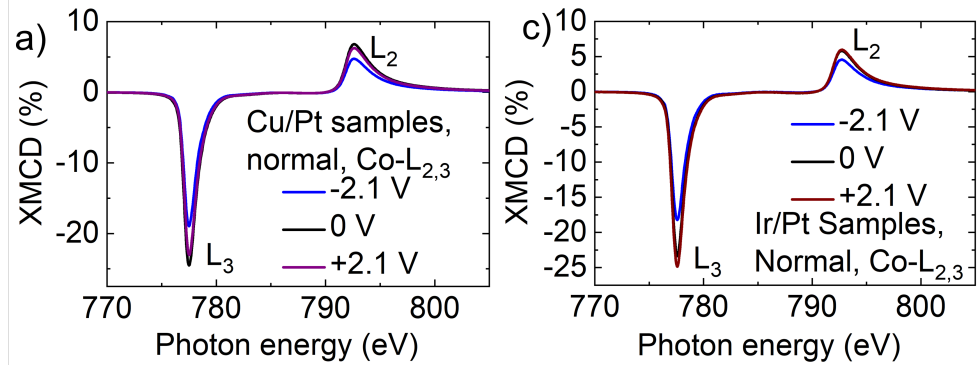 a)
10
0
-10
-20
XMCD (%)
L2
Cu/Pt samples,
normal, Co-L2,3
-2.1 V
0 V
+2.1 V
L3
770 780 790 800
Photon energy (eV)
c)
10
5
0
-5
-10
-15
-20
-25
XMCD (%)
L2
-2.1 V
0 V
+2.1 V
Ir/Pt Samples,
Normal, Co-L2,3
L3
770 780 790 800
Photon energy (eV)